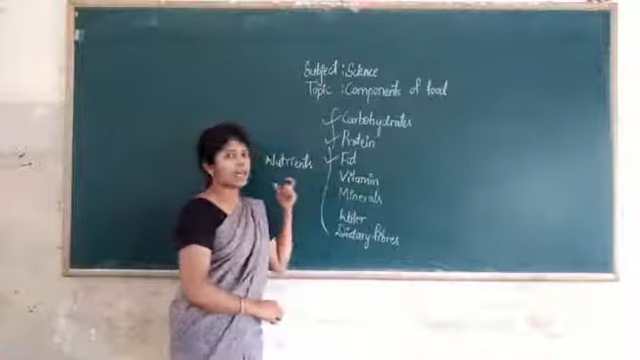 Subject : Science
Topic : Components of food
Carbohydrates
Protein
Nutrients
Fat
Vitamin
Minerals
Water
Dietary fibres